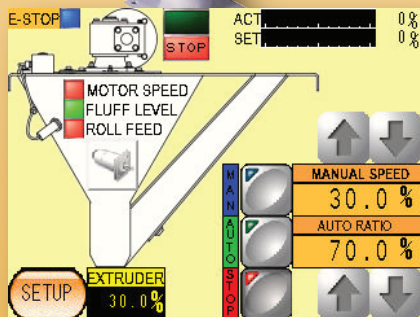 E-STOP
STOP
ACT 0%
SET 0%
MOTOR SPEED
FLUFF LEVEL
ROLL FEED
MAN
MANUAL SPEED
30.0 %
AUTO
AUTO RATIO
70.0 %
STOP
SETUP
EXTRUDER
30.0%